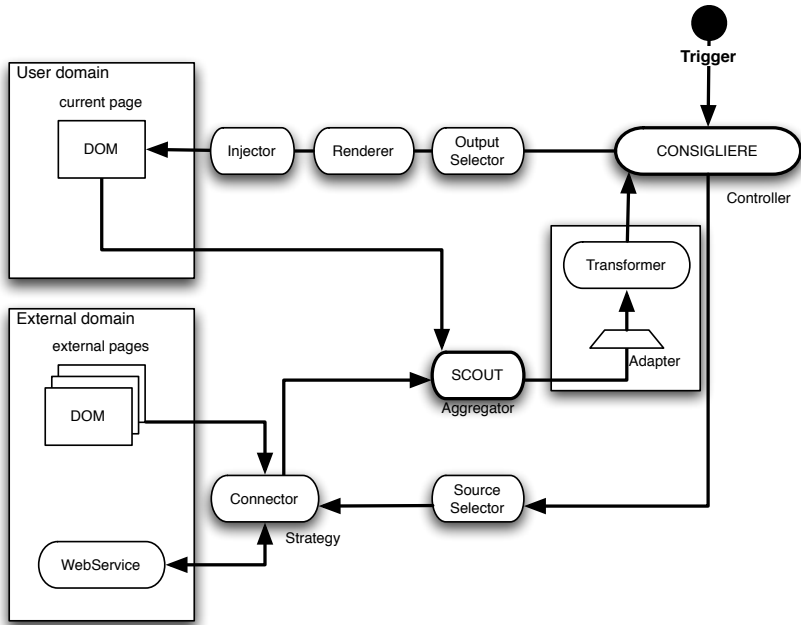 Trigger
User domain
current page
DOM
Injector
Renderer
Output
Selector
CONSIGLIERE
Controller
Transformer
Adapter
External domain
external pages
DOM
SCOUT
Aggregator
Connector
Strategy
Source
Selector
WebService